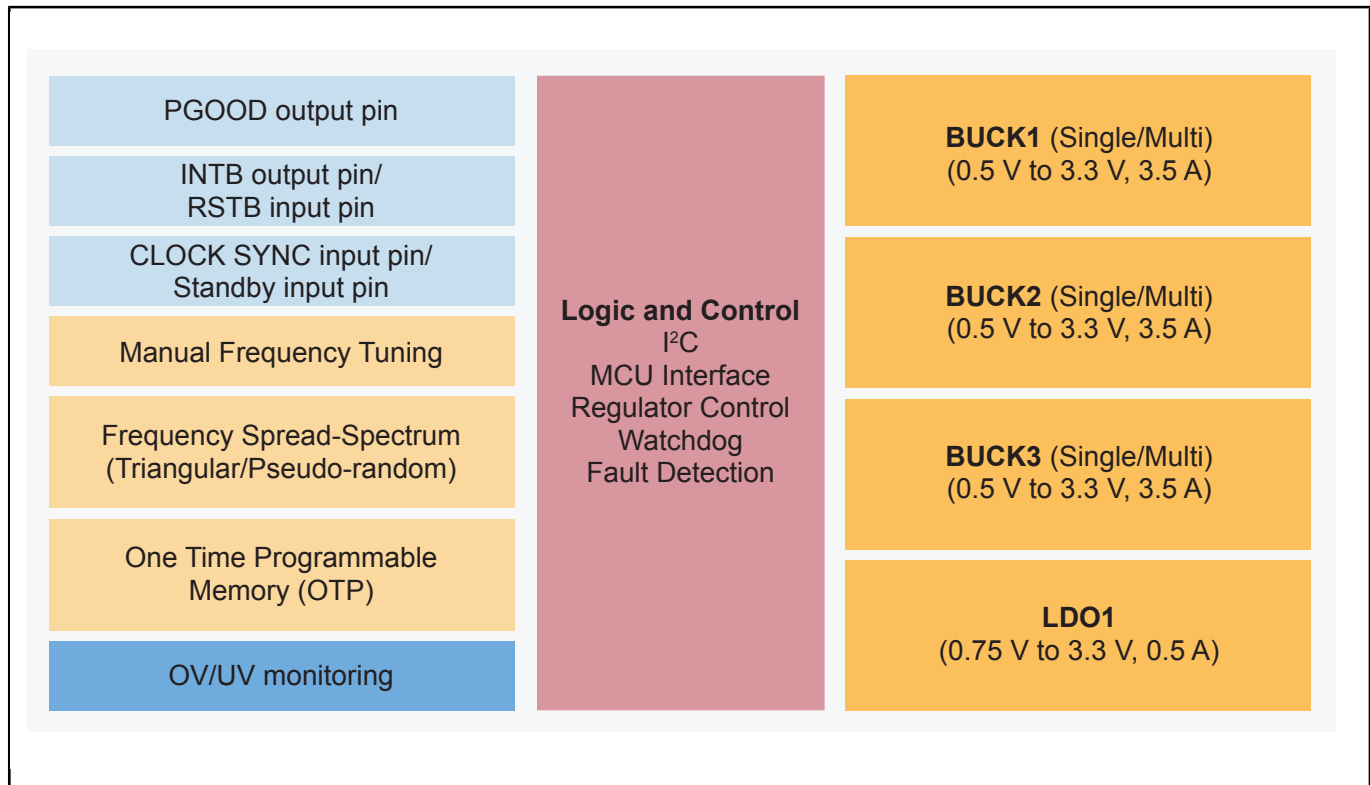 PGOOD output pin
INTB output pin/
RSTB input pin
CLOCK SYNC input pin/
Standby input pin
Manual Frequency Tuning
Frequency Spread-Spectrum
(Triangular/Pseudo-random)
One Time Programmable
Memory (OTP)
OV/UV monitoring
Logic and Control
I²C
MCU Interface
Regulator Control
Watchdog
Fault Detection
BUCK1 (Single/Multi)
(0.5 V to 3.3 V, 3.5 A)
BUCK2 (Single/Multi)
(0.5 V to 3.3 V, 3.5 A)
BUCK3 (Single/Multi)
(0.5 V to 3.3 V, 3.5 A)
LDO1
(0.75 V to 3.3 V, 0.5 A)